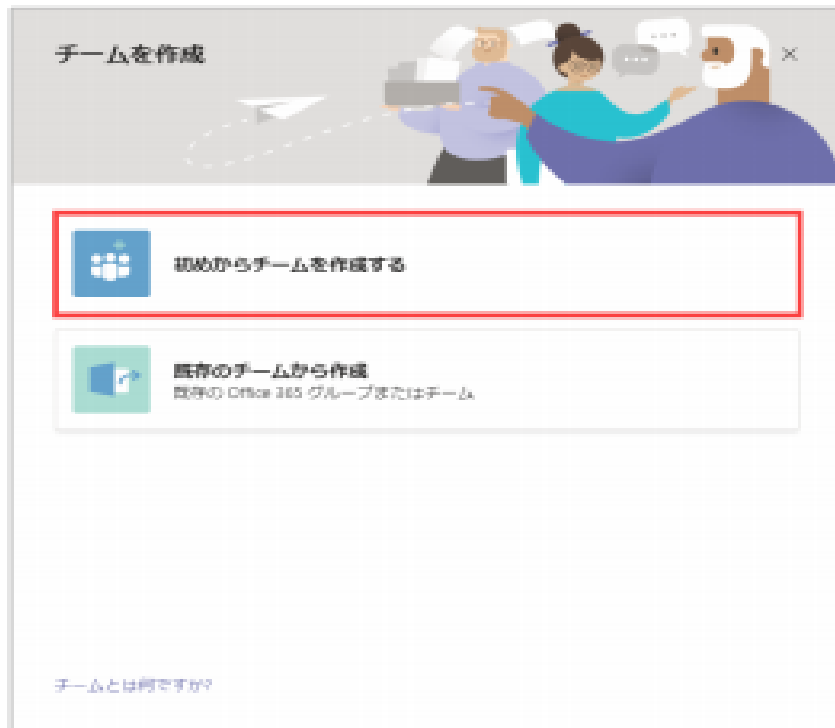 チームを作成
初めからチームを作成する
既存のチームから作成
既存の Office 365 グループまたはチーム
チームとは何ですか?